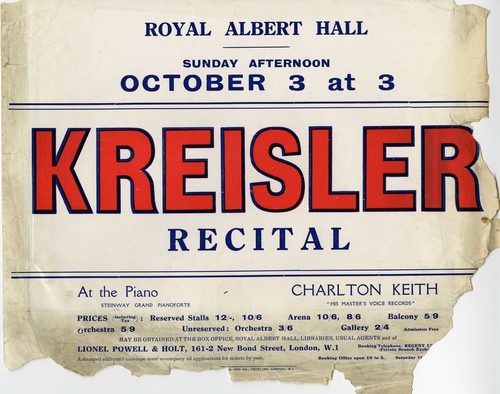 ROYAL ALBERT HALL
SUNDAY AFTERNOON
OCTOBER 3 at 3
KREISLER
RECITAL
At the Piano CHARLTON KEITH
STEINWAY GRAND PIANOFORTE "HIS MASTER'S VOICE RECORDS"
PRICES (including Tax): Reserved Stalls 12/-, 10/6 Arena 10/6, 8/6 Balcony 5/9
Orchestra 5/9 Unreserved: Orchestra 3/6 Gallery 2/4 Admission Free
MAY BE OBTAINED AT THE BOX OFFICE, ROYAL ALBERT HALL, LIBRARIES, USUAL AGENTS and of
LIONEL POWELL & HOLT, 161-2 New Bond Street, London, W.1 Booking Telephone: REGENT
(Private Branch Exch
A stamped addressed envelope must accompany all applications for tickets by post. Booking Office open 10 to 5, Saturday